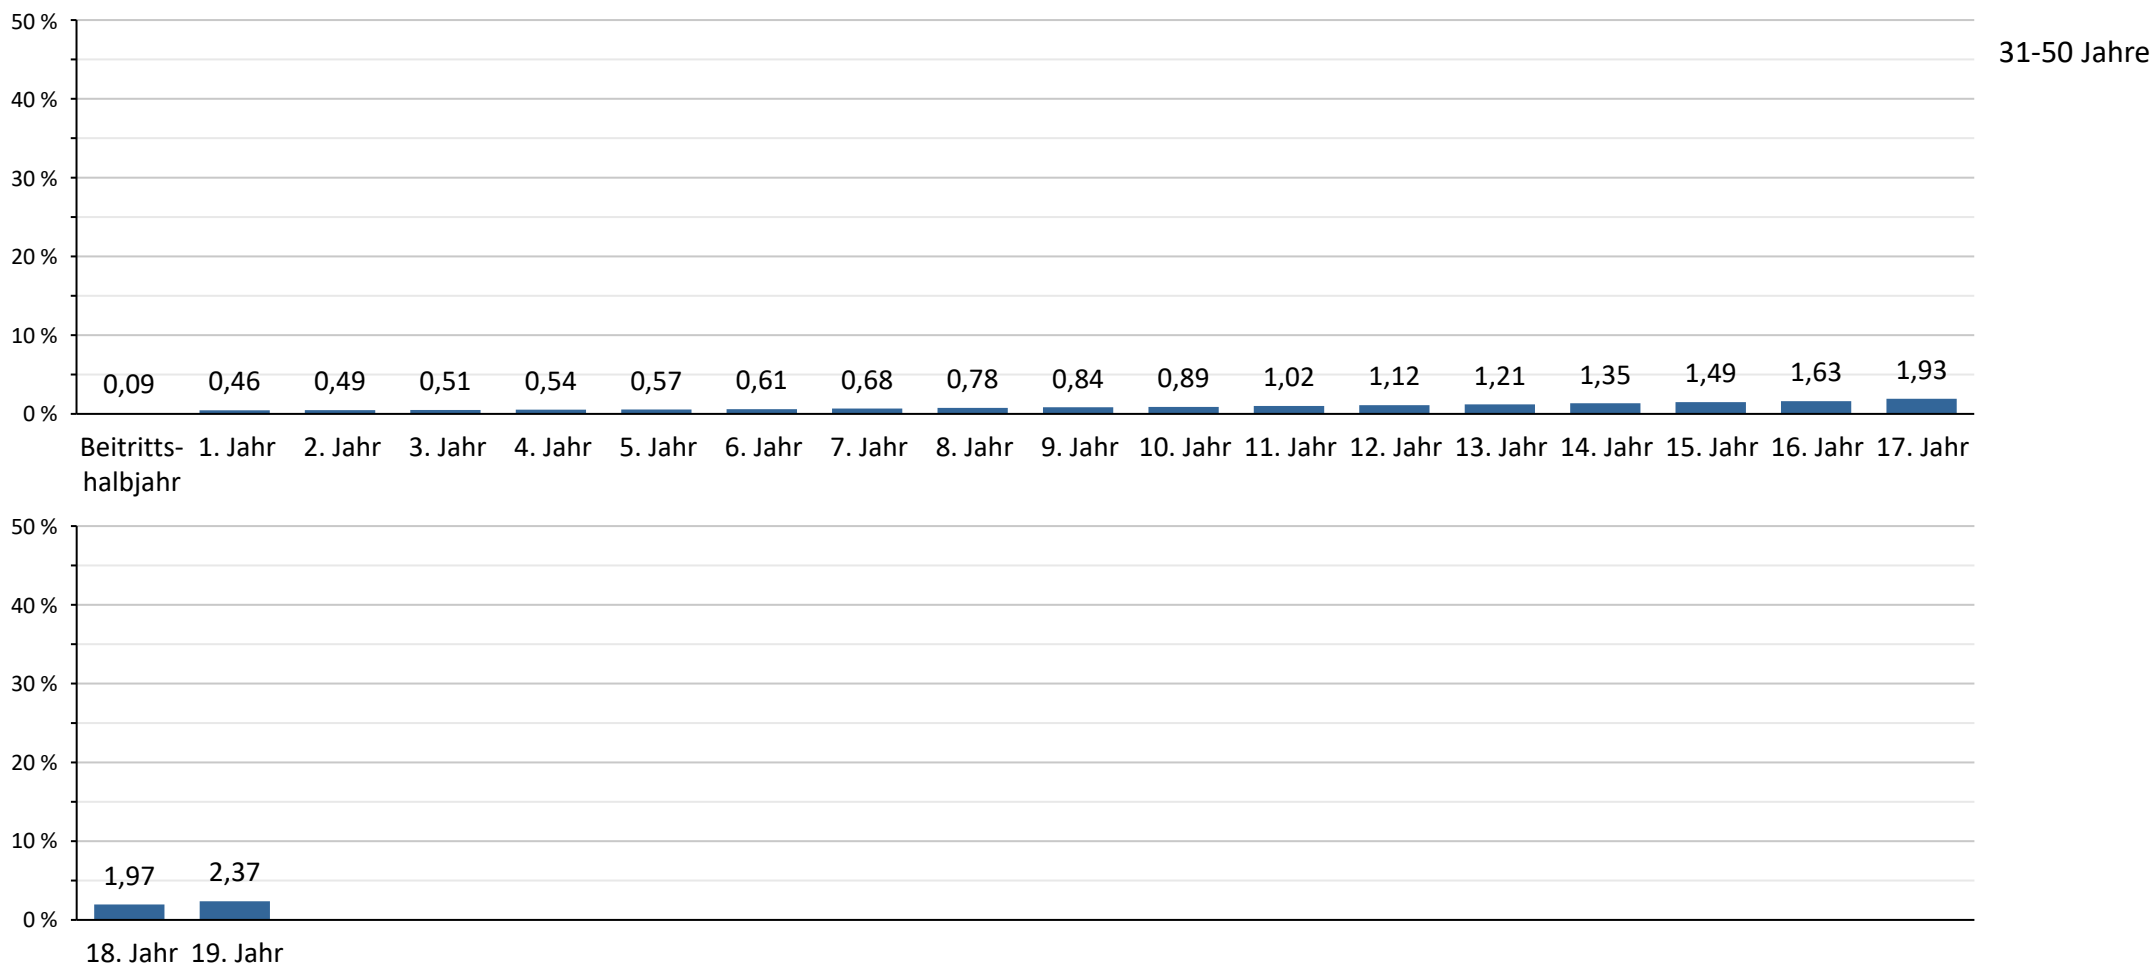 50 %
31-50 Jahre
40 %
30 %
20 %
10 %
0,09 0,46 0,49 0,51 0,54 0,57 0,61 0,68 0,78 0,84 0,89 1,02 1,12 1,21 1,35 1,49 1,63 1,93
0 %
Beitritts- 1. Jahr 2. Jahr 3. Jahr 4. Jahr 5. Jahr 6. Jahr 7. Jahr 8. Jahr 9. Jahr 10. Jahr 11. Jahr 12. Jahr 13. Jahr 14. Jahr 15. Jahr 16. Jahr 17. Jahr
halbjahr
50 %
40 %
30 %
20 %
10 %
1,97 2,37
0 %
18. Jahr 19. Jahr